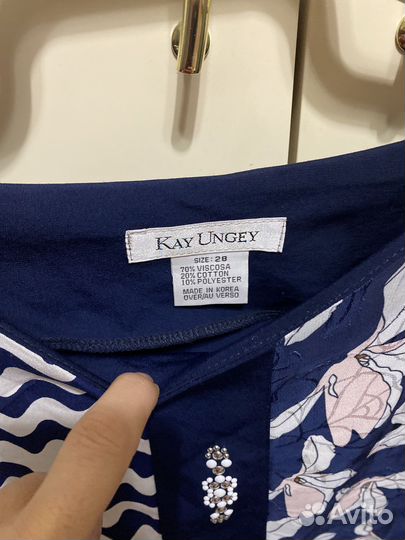 KAY UNGEY
SIZE: 28
70% VISCOSA
20% COTTON
10% POLYESTER
MADE IN KOREA
OVER/AU VERSO
Avito